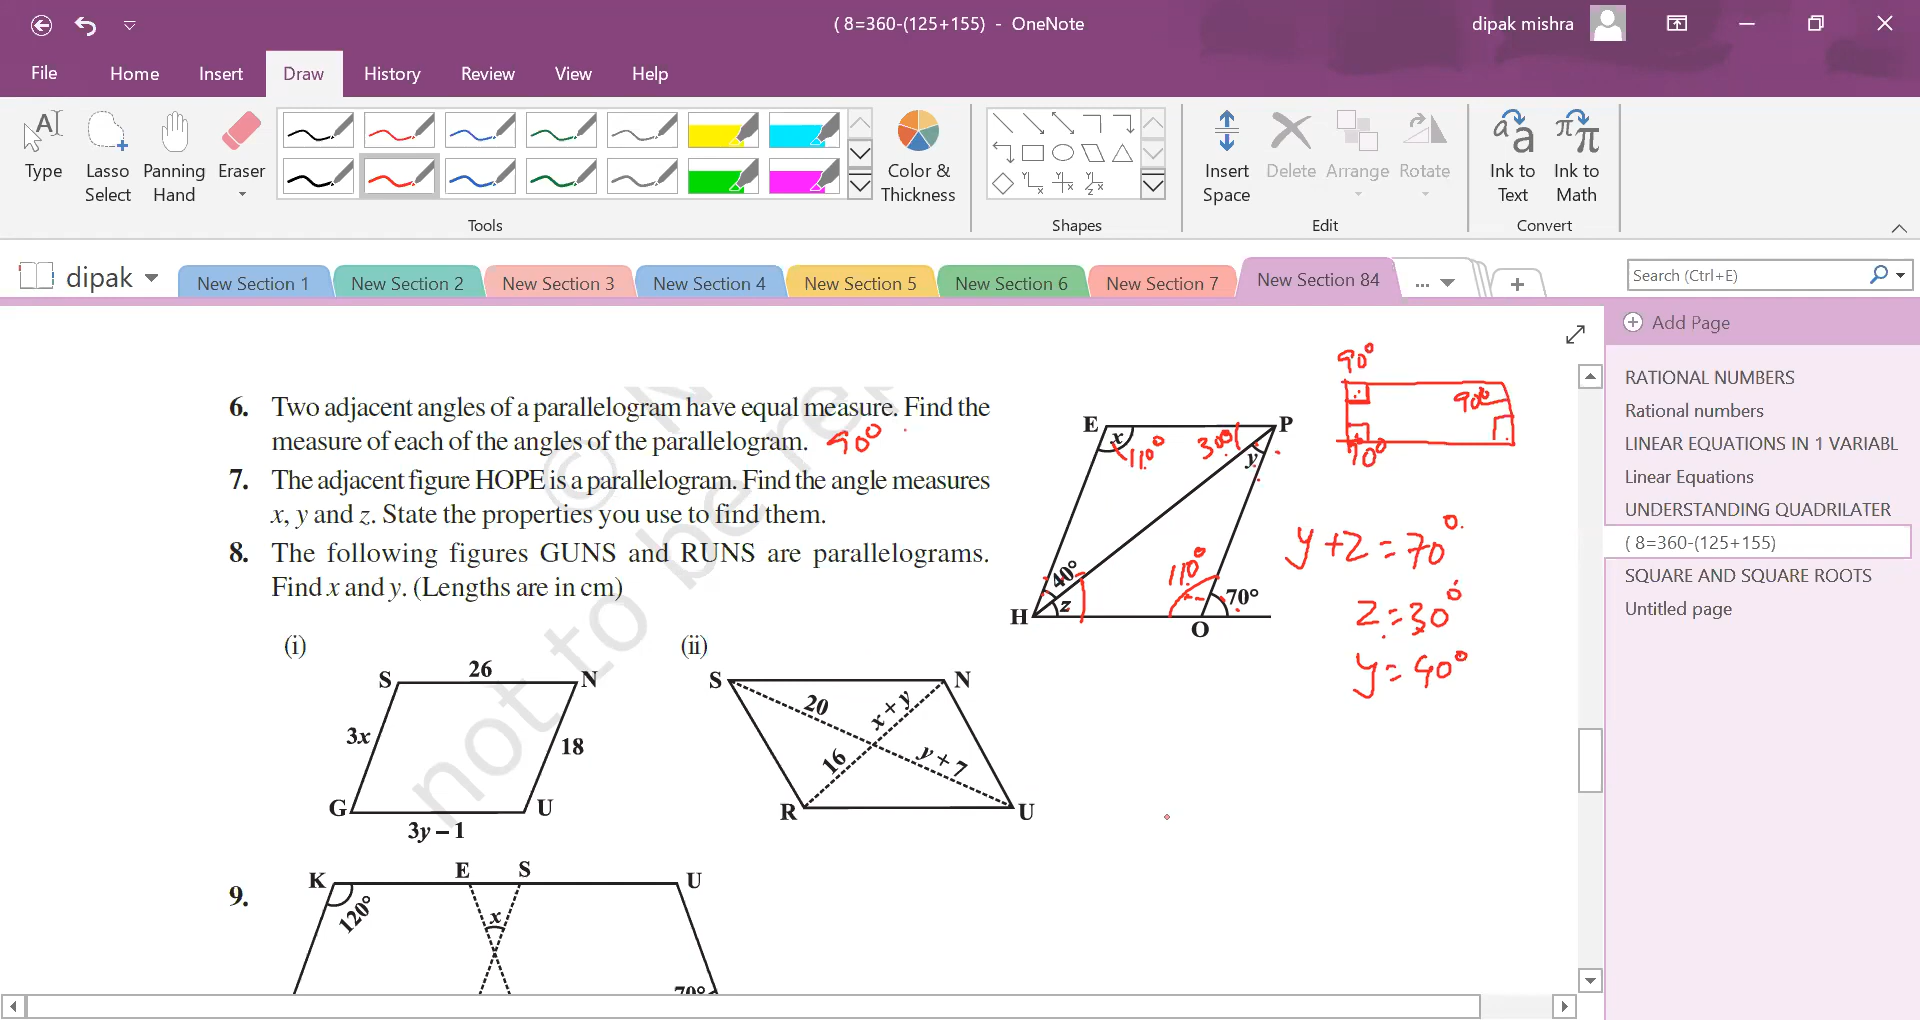 ( 8=360-(125+155) - OneNote
dipak mishra
File Home Insert Draw History Review View Help
Type
Lasso Select
Panning Hand
Eraser
Color & Thickness
Insert Space
Delete
Arrange
Rotate
Ink to Text
Ink to Math
Tools
Shapes
Edit
Convert
dipak
New Section 1
New Section 2
New Section 3
New Section 4
New Section 5
New Section 6
New Section 7
New Section 84
...
Search (Ctrl+E)
Add Page
RATIONAL NUMBERS
Rational numbers
LINEAR EQUATIONS IN 1 VARIABL
Linear Equations
UNDERSTANDING QUADRILATER
( 8=360-(125+155)
SQUARE AND SQUARE ROOTS
Untitled page
6. Two adjacent angles of a parallelogram have equal measure. Find the
measure of each of the angles of the parallelogram. 90°
7. The adjacent figure HOPE is a parallelogram. Find the angle measures
x, y and z. State the properties you use to find them.
8. The following figures GUNS and RUNS are parallelograms.
Find x and y. (Lengths are in cm)
E x 110° 30° P
y
40°
z
H
110°
70°
O
90°
90°
90°
y+z=70°
z=30°
y=40°
(i)
S 26 N
3x
18
G U
3y – 1
(ii)
S N
20
x + y
16
y + 7
R U
9.
K E S U
120°
x
70°
not to be re